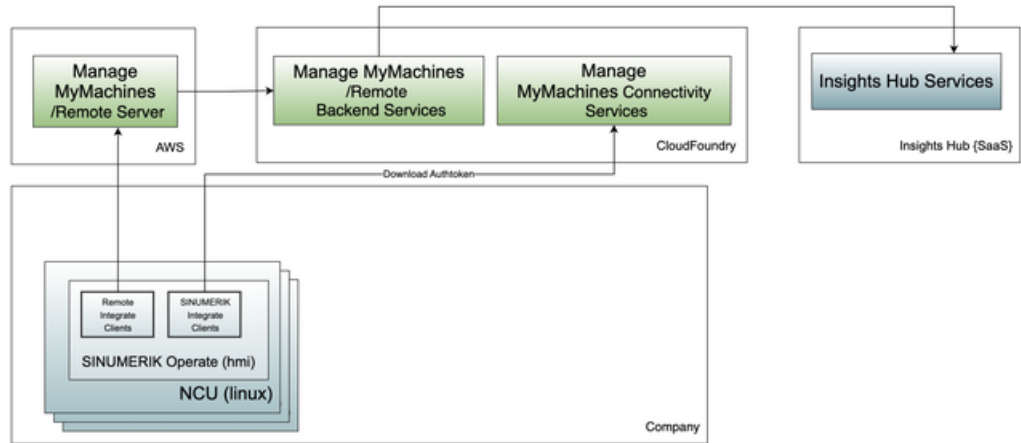 Manage
MyMachines
/Remote Server
AWS
Manage MyMachines
/Remote
Backend Services
Manage
MyMachines Connectivity
Services
CloudFoundry
Insights Hub Services
Insights Hub {SaaS}
Download Authtoken
Remote
Integrate
Clients
SINUMERIK
Integrate
Clients
SINUMERIK Operate (hmi)
NCU (linux)
Company